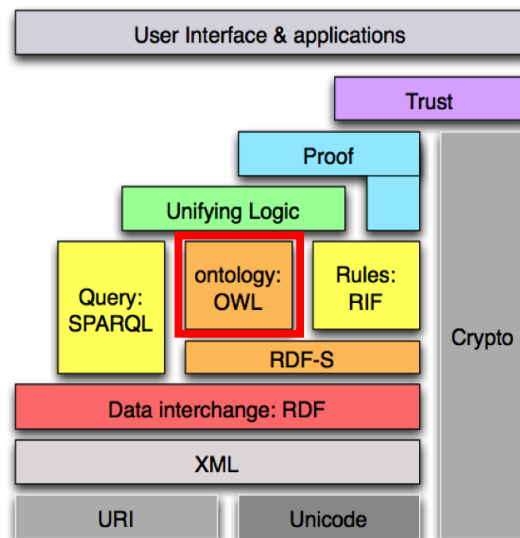 User Interface & applications
Trust
Proof
Unifying Logic
ontology:
OWL
Rules:
RIF
Query:
SPARQL
Crypto
RDF-S
Data interchange: RDF
XML
URI
Unicode